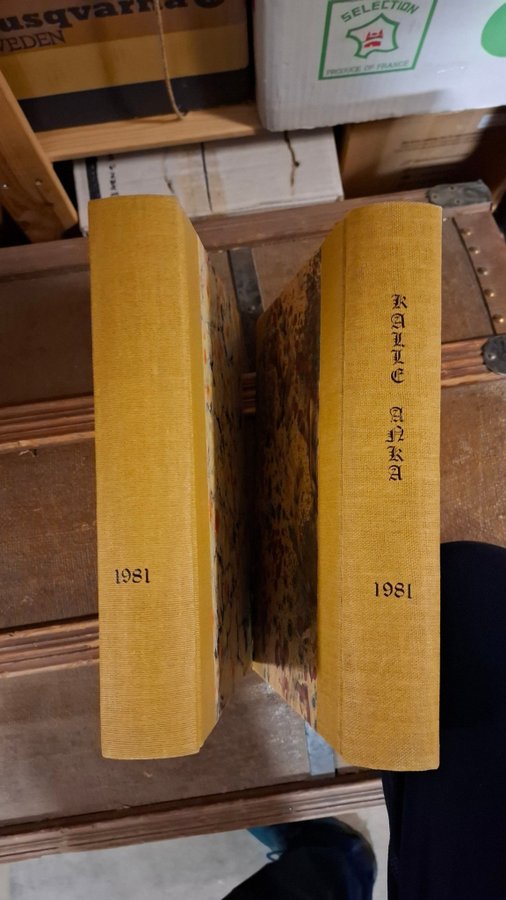 usqvarna
WEDEN
SELECTION
PRODUCE OF FRANCE
1981
KALLE ANKA
1981